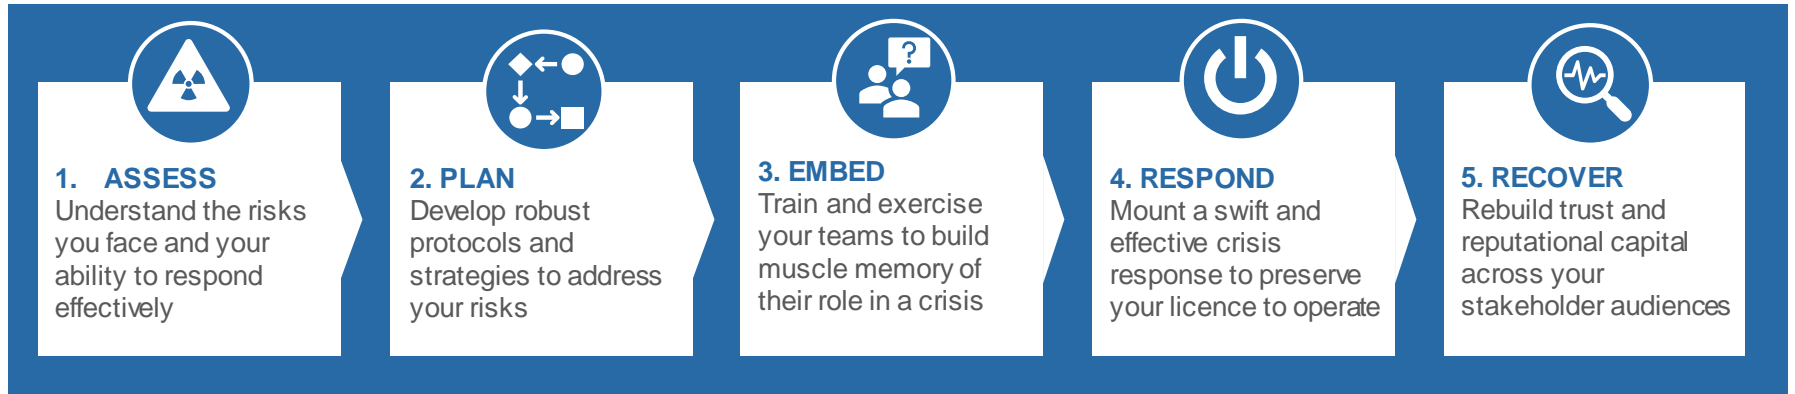 ?
1. ASSESS
Understand the risks
you face and your
ability to respond
effectively
2. PLAN
Develop robust
protocols and
strategies to address
your risks
3. EMBED
Train and exercise
your teams to build
muscle memory of
their role in a crisis
4. RESPOND
Mount a swift and
effective crisis
response to preserve
your licence to operate
5. RECOVER
Rebuild trust and
reputational capital
across your
stakeholder audiences